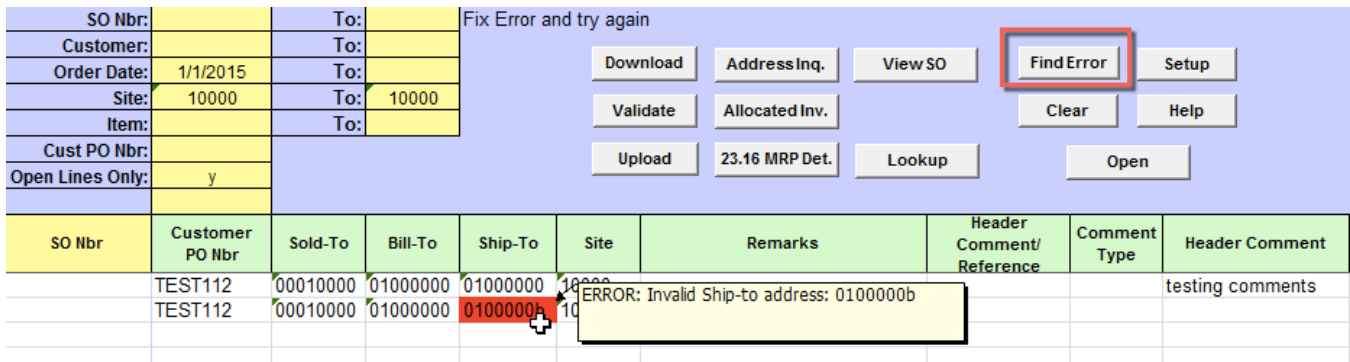 SO Nbr: To: Fix Error and try again
Customer: To:
Download Address Inq. View SO Find Error Setup
Order Date: 1/1/2015 To:
Site: 10000 To: 10000
Validate Allocated Inv. Clear Help
Item: To:
Cust PO Nbr:
Upload 23.16 MRP Det. Lookup Open
Open Lines Only: y
SO Nbr Customer PO Nbr Sold-To Bill-To Ship-To Site Remarks Header Comment/ Reference Comment Type Header Comment
TEST112 00010000 01000000 01000000 10000 testing comments
ERROR: Invalid Ship-to address: 0100000b
TEST112 00010000 01000000 0100000b 10